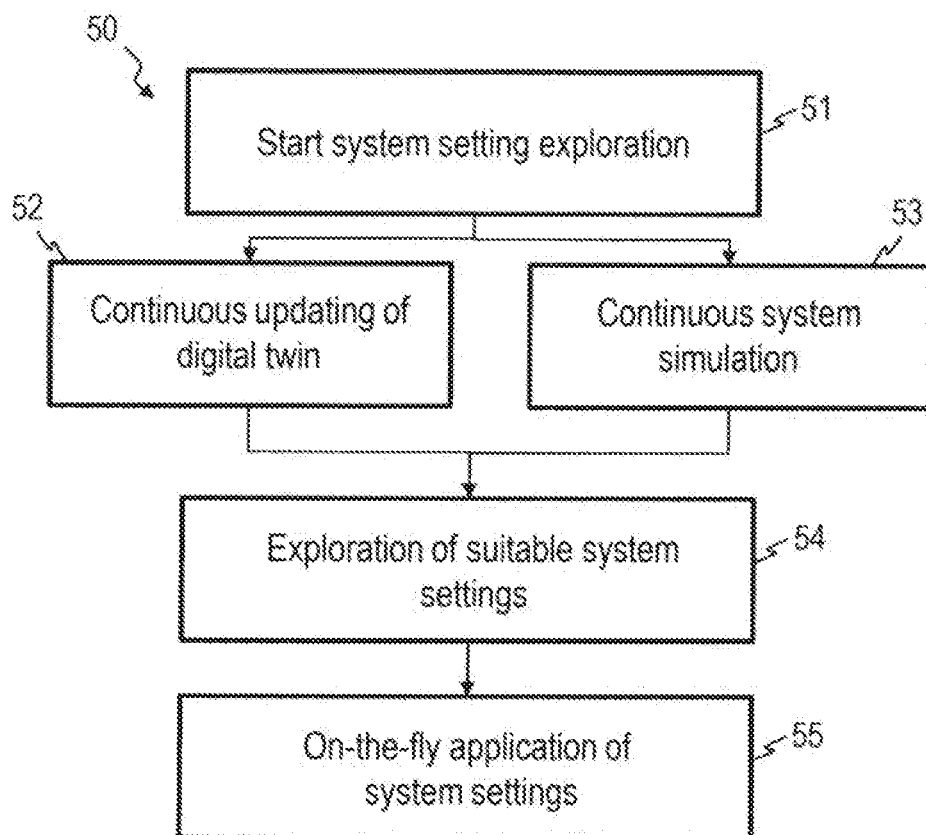 50
Start system setting exploration
51
52
53
Continuous updating of
digital twin
Continuous system
simulation
Exploration of suitable system
settings
54
On-the-fly application of
system settings
55